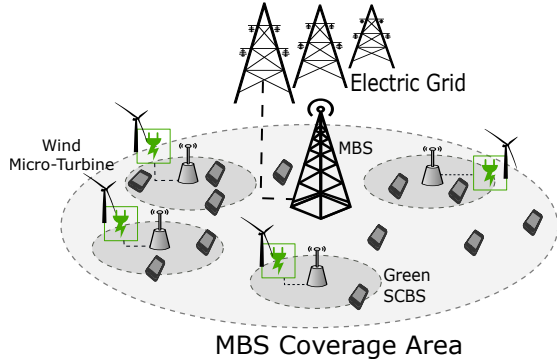 Electric Grid
MBS
Wind
Micro-Turbine
Green
SCBS
MBS Coverage Area